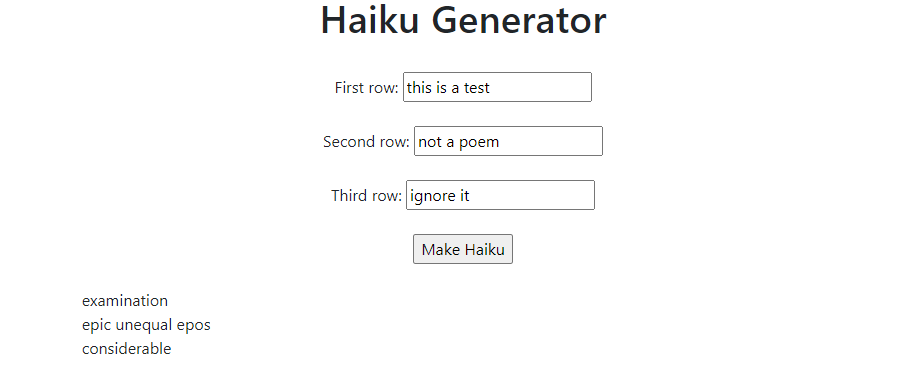 Haiku Generator
First row: this is a test
Second row: not a poem
Third row: ignore it
Make Haiku
examination
epic unequal epos
considerable